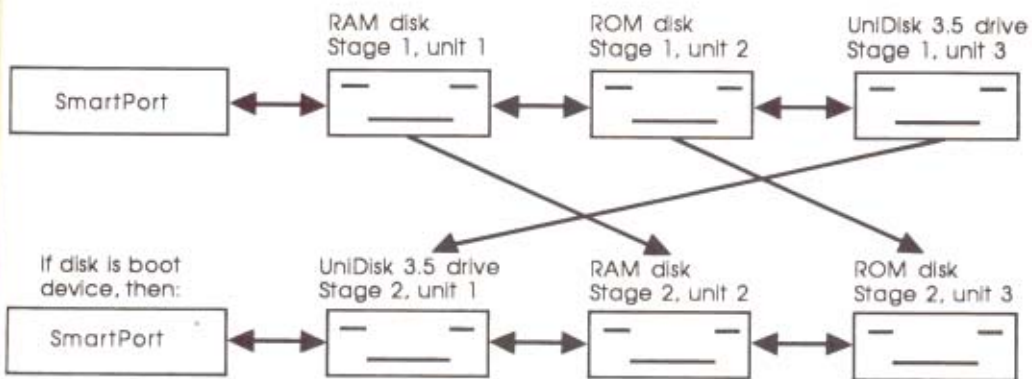 RAM disk
Stage 1, unit 1
ROM disk
Stage 1, unit 2
UniDisk 3.5 drive
Stage 1, unit 3
SmartPort
If disk is boot
device, then:
UniDisk 3.5 drive
Stage 2, unit 1
RAM disk
Stage 2, unit 2
ROM disk
Stage 2, unit 3
SmartPort